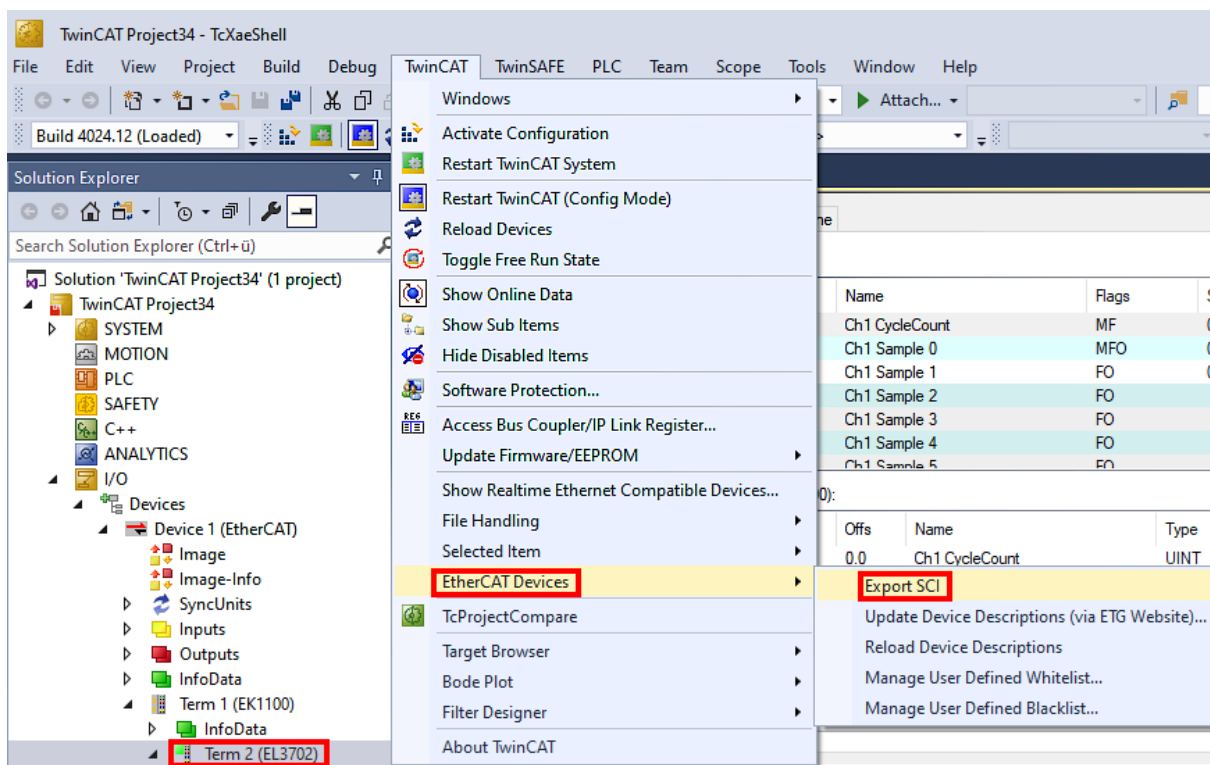 TwinCAT Project34 - TcXaeShell
File Edit View Project Build Debug TwinCAT TwinSAFE PLC Team Scope Tools Window Help
Attach...
Build 4024.12 (Loaded)
Solution Explorer
Search Solution Explorer (Ctrl+ü)
Solution 'TwinCAT Project34' (1 project)
TwinCAT Project34
SYSTEM
MOTION
PLC
SAFETY
C++
ANALYTICS
I/O
Devices
Device 1 (EtherCAT)
Image
Image-Info
SyncUnits
Inputs
Outputs
InfoData
Term 1 (EK1100)
InfoData
Term 2 (EL3702)
Windows
Activate Configuration
Restart TwinCAT System
Restart TwinCAT (Config Mode)
Reload Devices
Toggle Free Run State
Show Online Data
Show Sub Items
Hide Disabled Items
Software Protection...
REG
Access Bus Coupler/IP Link Register...
Update Firmware/EEPROM
Show Realtime Ethernet Compatible Devices...
File Handling
Selected Item
EtherCAT Devices
TcProjectCompare
Target Browser
Bode Plot
Filter Designer
About TwinCAT
Name Flags
Ch1 CycleCount MF
Ch1 Sample 0 MFO
Ch1 Sample 1 FO
Ch1 Sample 2 FO
Ch1 Sample 3 FO
Ch1 Sample 4 FO
Ch1 Sample 5 FO
Offs Name Type
0.0 Ch1 CycleCount UINT
Export SCI
Update Device Descriptions (via ETG Website)...
Reload Device Descriptions
Manage User Defined Whitelist...
Manage User Defined Blacklist...